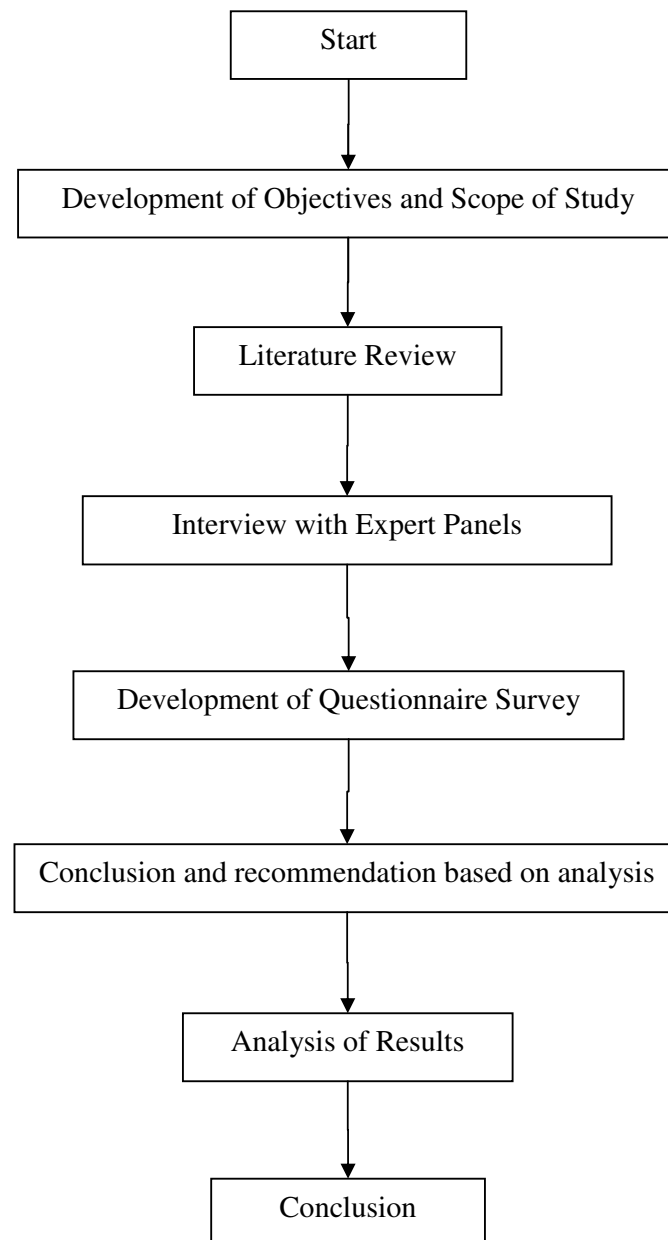 Start
Development of Objectives and Scope of Study
Literature Review
Interview with Expert Panels
Development of Questionnaire Survey
Conclusion and recommendation based on analysis
Analysis of Results
Conclusion